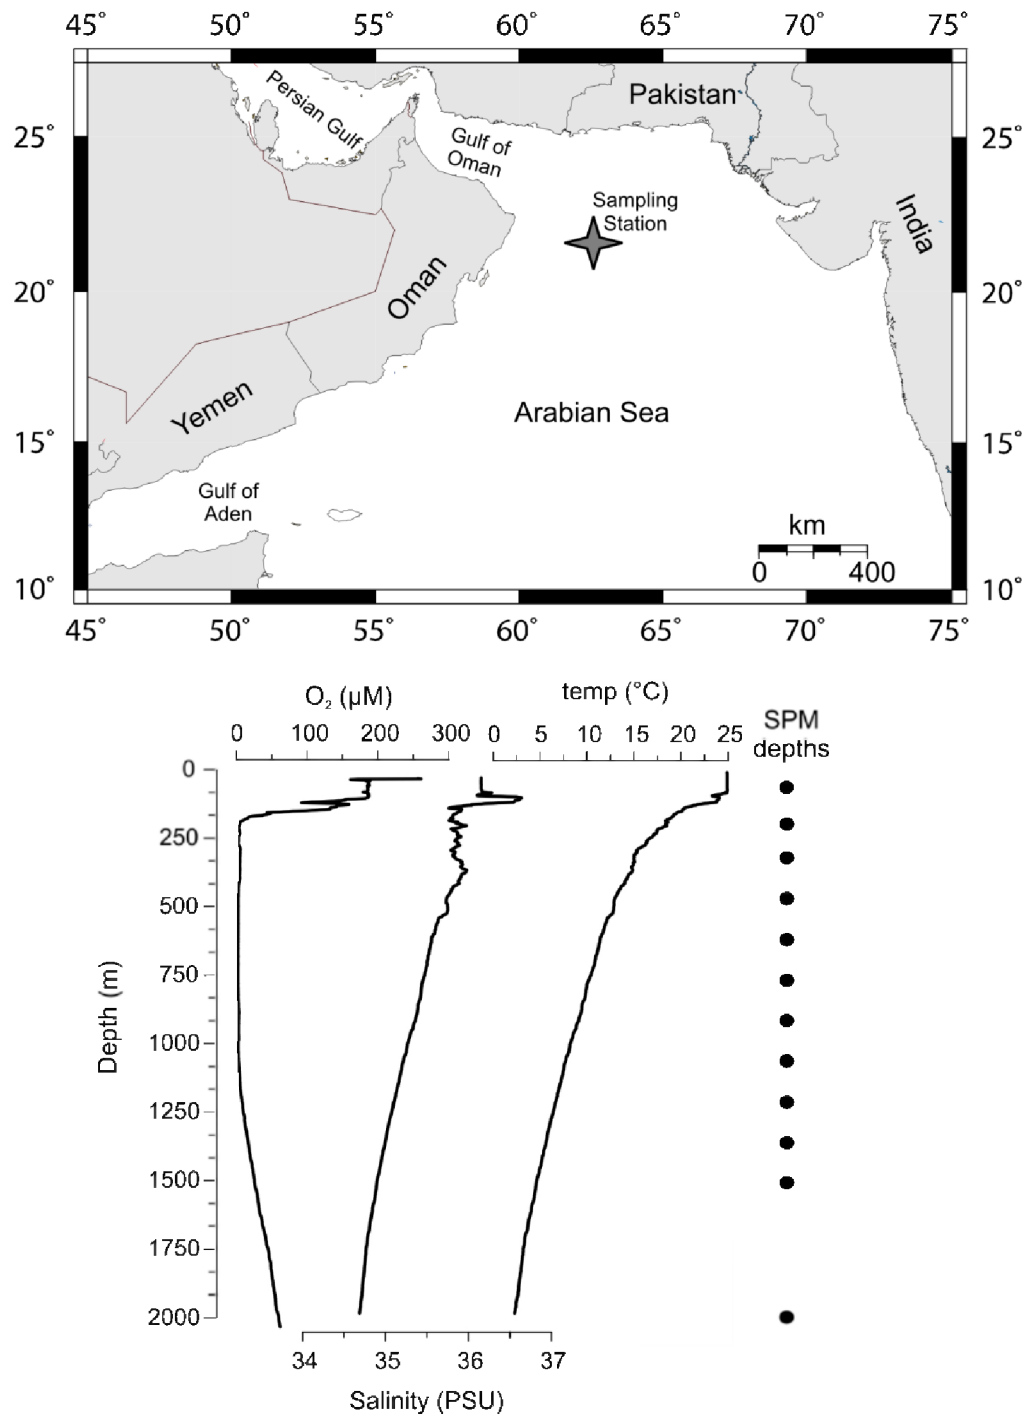 45° 50° 55° 60° 65° 70° 75°
Persian Gulf
Pakistan
25° 25°
Gulf of
Oman
Sampling
Station
India
20° 20°
Oman
Yemen
Arabian Sea
15° 15°
Gulf of
Aden
km
0 400
10° 10°
45° 50° 55° 60° 65° 70° 75°
O₂ (µM) temp (°C)
SPM
depths
0 100 200 300 0 5 10 15 20 25
0
250
500
750
1000
1250
1500
1750
2000
Depth (m)
34 35 36 37
Salinity (PSU)